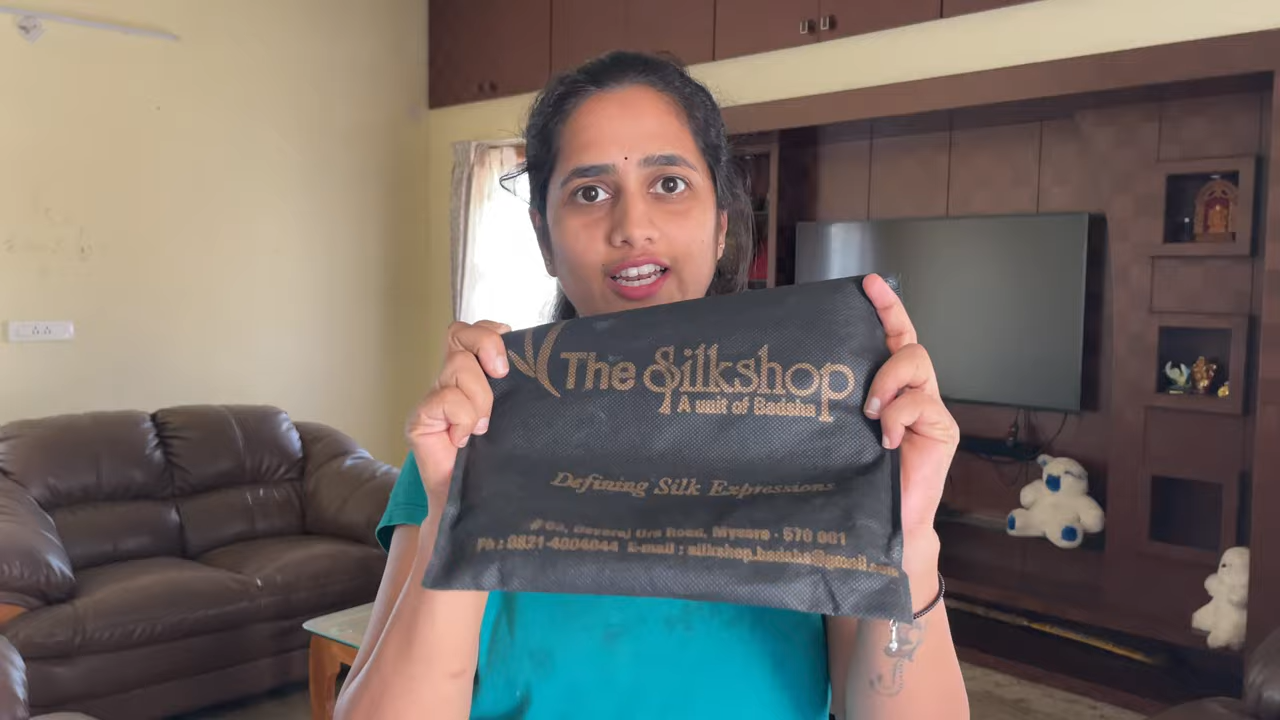 The Silkshop
A unit of Badsha
Defining Silk Expressions
Devaraj Urs Road, Mysore - 570 001
Ph : 0821-4004044 E-mail : silkshop.badsha@gmail.com